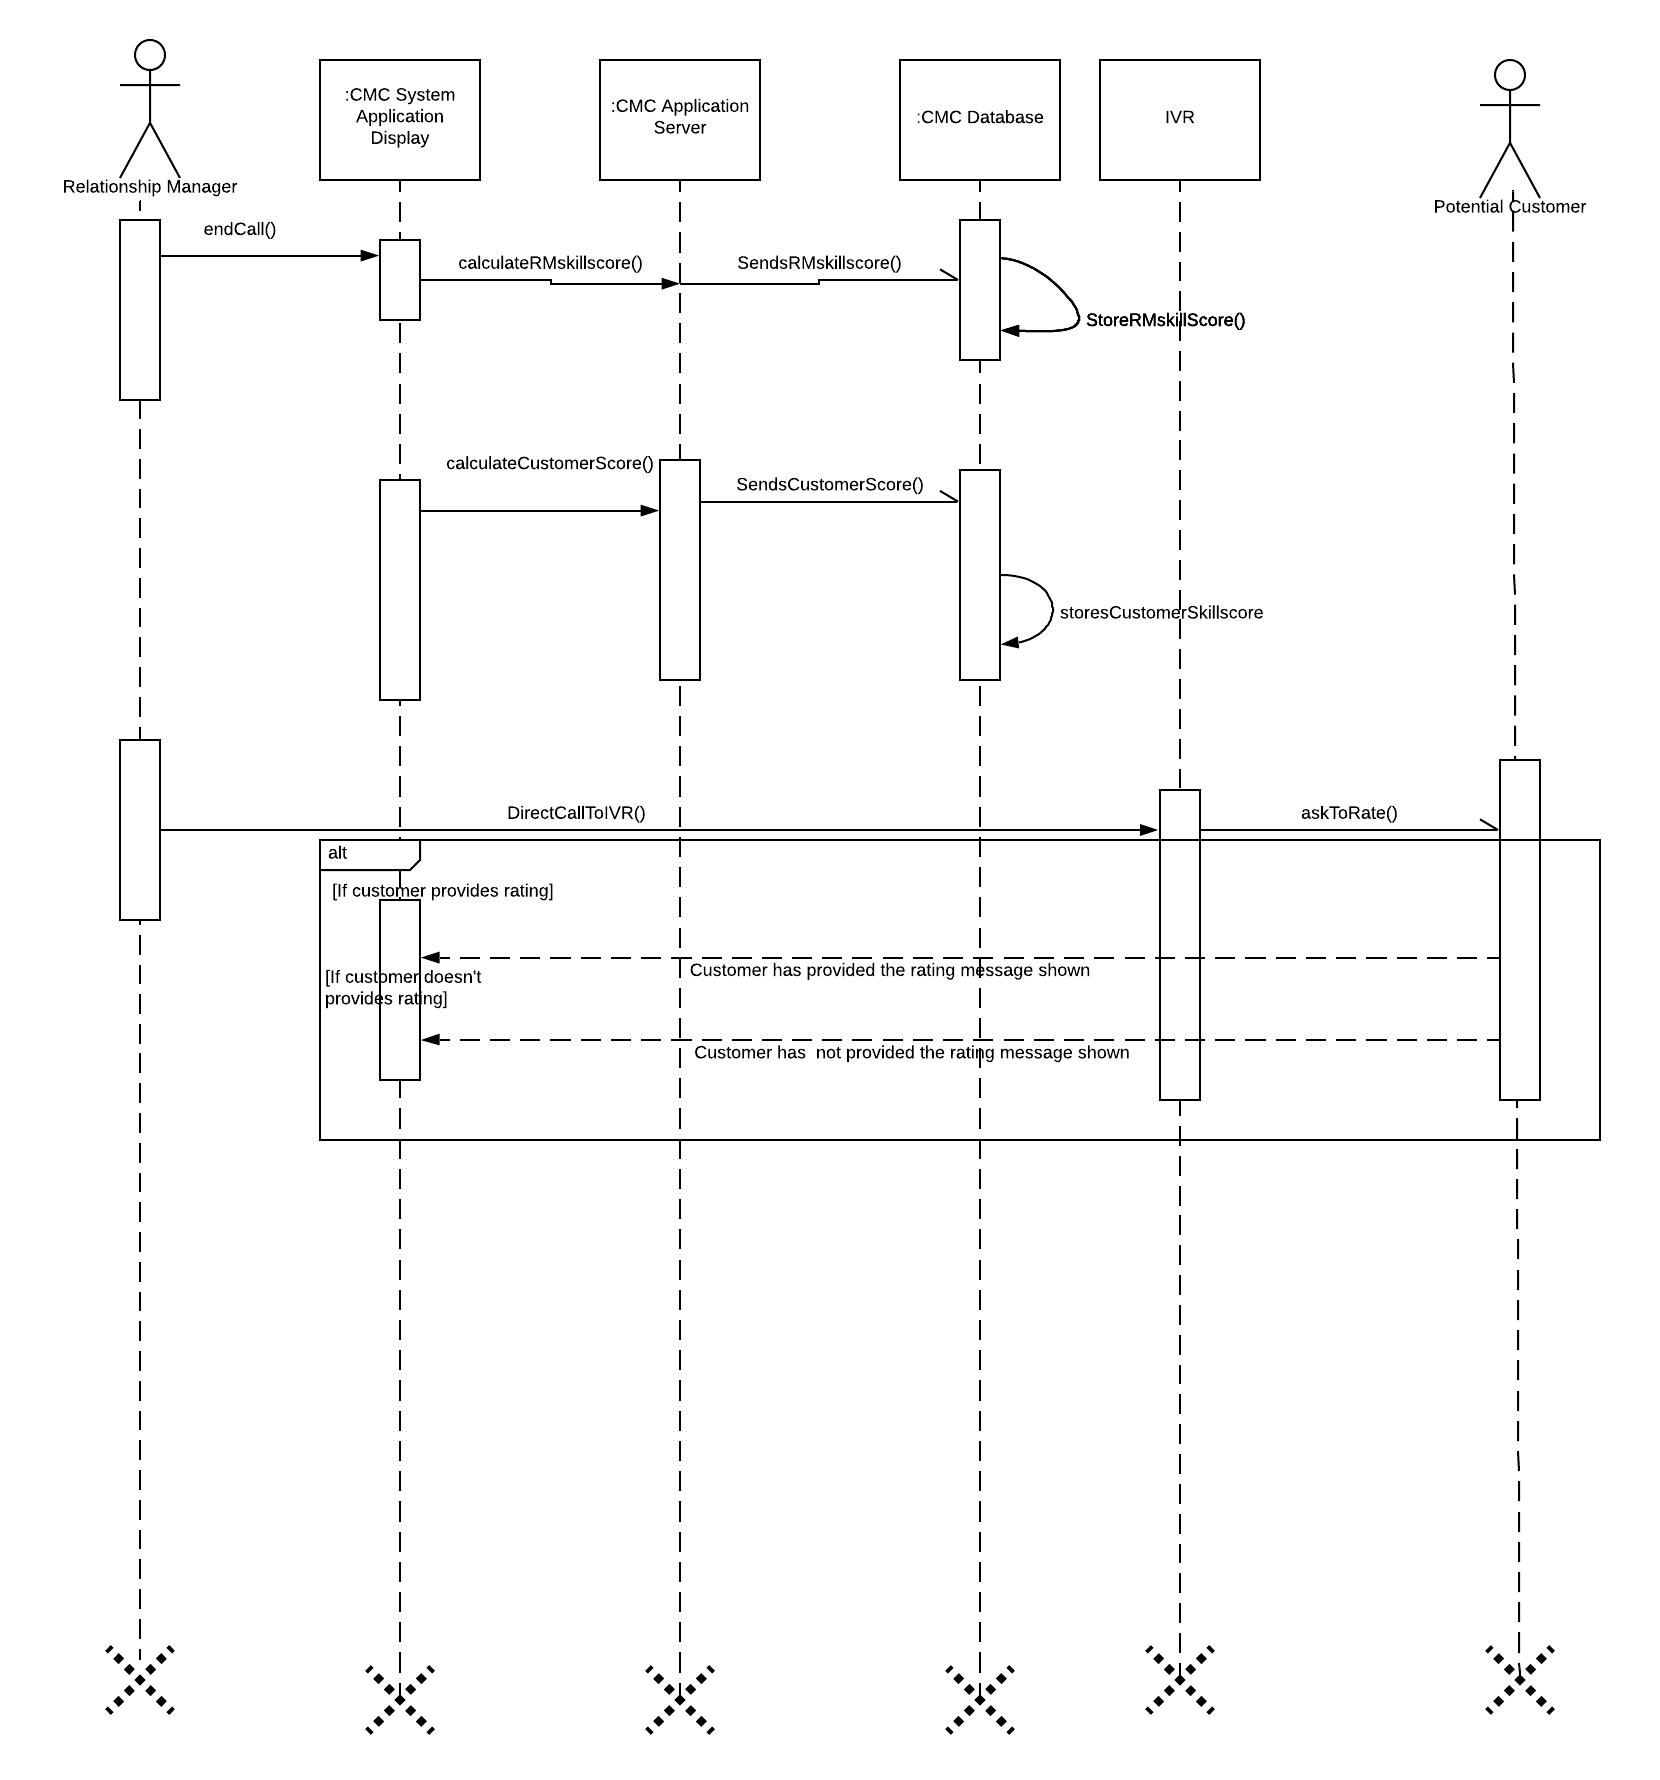 :CMC System
Application
Display
:CMC Application
Server
:CMC Database
IVR
Relationship Manager
Potential Customer
endCall()
calculateRMskillscore()
SendsRMskillscore()
StoreRMskillScore()
calculateCustomerScore()
SendsCustomerScore()
storesCustomerSkillscore
DirectCallToIVR()
askToRate()
alt
[If customer provides rating]
Customer has provided the rating message shown
[If customer doesn't
provides rating]
Customer has  not provided the rating message shown